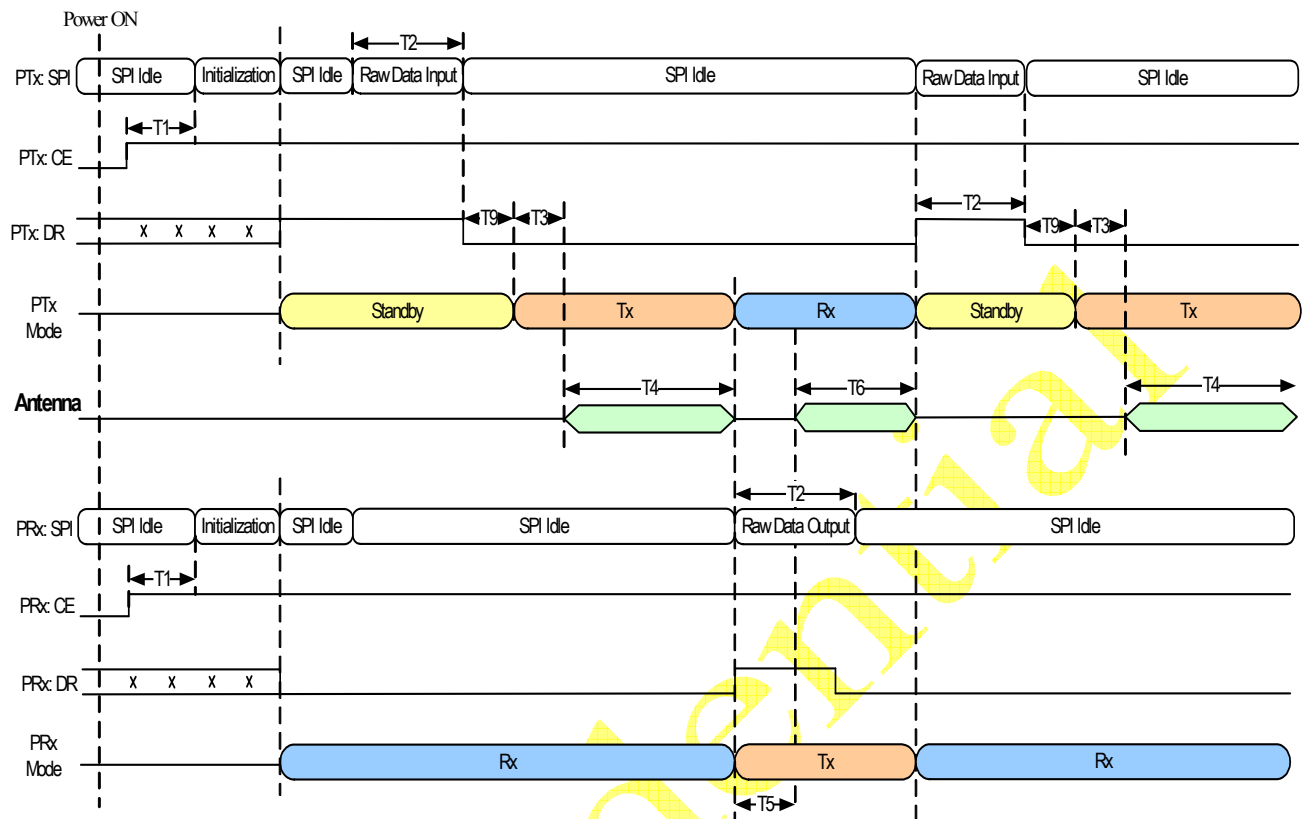 Power ON
T2
PTx: SPI
SPI Idle
Initialization
SPI Idle
Raw Data Input
SPI Idle
Raw Data Input
SPI Idle
T1
PTx: CE
T2
T9
T3
T9
T3
PTx: DR
X X X X
PTx
Mode
Standby
Tx
Rx
Standby
Tx
T4
T6
T4
Antenna
T2
PRx: SPI
SPI Idle
Initialization
SPI Idle
SPI Idle
Raw Data Output
SPI Idle
T1
PRx: CE
PRx: DR
X X X X
PRx
Mode
Rx
Tx
Rx
T5